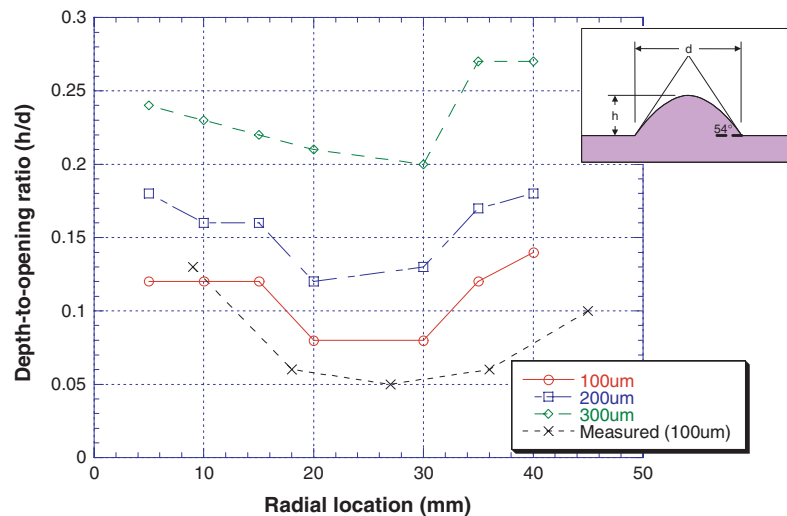 0.3
0.25
0.2
0.15
0.1
0.05
0
Depth-to-opening ratio (h/d)
0 10 20 30 40 50
Radial location (mm)
d
h
54°
100um
200um
300um
Measured (100um)